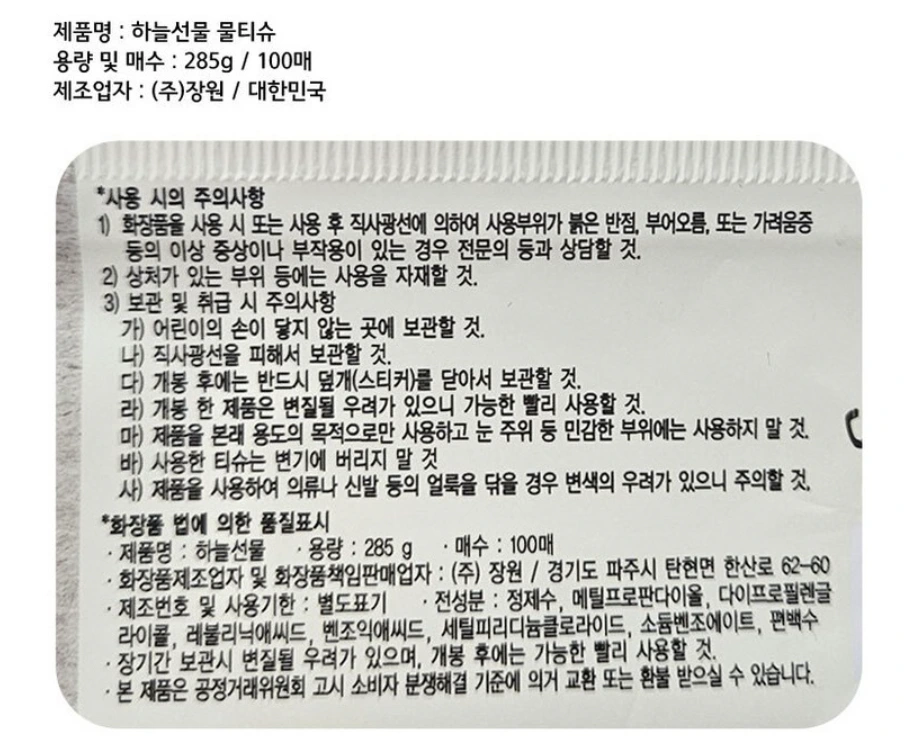 제품명 : 하늘선물 물티슈
용량 및 매수 : 285g / 100매
제조업자 : (주)장원 / 대한민국
*사용 시의 주의사항
1) 화장품을 사용 시 또는 사용 후 직사광선에 의하여 사용부위가 붉은 반점, 부어오름, 또는 가려움증
등의 이상 증상이나 부작용이 있는 경우 전문의 등과 상담할 것.
2) 상처가 있는 부위 등에는 사용을 자재할 것.
3) 보관 및 취급 시 주의사항
가) 어린이의 손이 닿지 않는 곳에 보관할 것.
나) 직사광선을 피해서 보관할 것.
다) 개봉 후에는 반드시 덮개(스티커)를 닫아서 보관할 것.
라) 개봉 한 제품은 변질될 우려가 있으니 가능한 빨리 사용할 것.
마) 제품을 본래 용도의 목적으로만 사용하고 눈 주위 등 민감한 부위에는 사용하지 말 것.
바) 사용한 티슈는 변기에 버리지 말 것
사) 제품을 사용하여 의류나 신발 등의 얼룩을 닦을 경우 변색의 우려가 있으니 주의할 것.
*화장품 법에 의한 품질표시
· 제품명 : 하늘선물 · 용량 : 285 g · 매수 : 100매
· 화장품제조업자 및 화장품책임판매업자 : (주) 장원 / 경기도 파주시 탄현면 한산로 62-60
· 제조번호 및 사용기한 : 별도표기 · 전성분 : 정제수, 메틸프로판다이올, 다이프로필렌글
라이콜, 레불리닉애씨드, 벤조익애씨드, 세틸피리디늄클로라이드, 소듐벤조에이트, 편백수
· 장기간 보관시 변질될 우려가 있으며, 개봉 후에는 가능한 빨리 사용할 것.
· 본 제품은 공정거래위원회 고시 소비자 분쟁해결 기준에 의거 교환 또는 환불 받으실 수 있습니다.